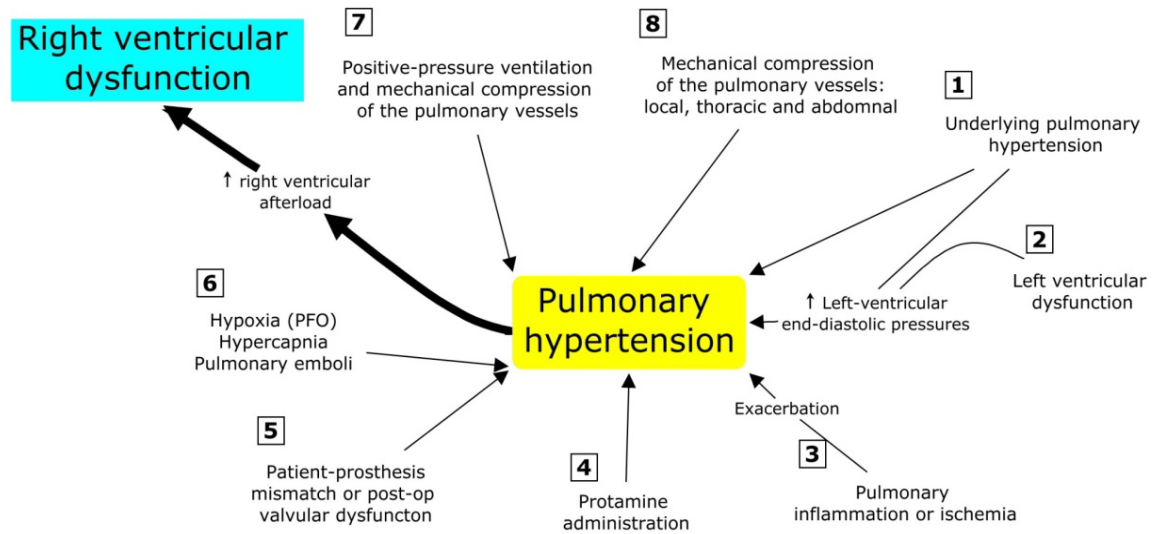 Right ventricular
dysfunction
7
Positive-pressure ventilation
and mechanical compression
of the pulmonary vessels
8
Mechanical compression
of the pulmonary vessels:
local, thoracic and abdomnal
1
Underlying pulmonary
hypertension
↑ right ventricular
afterload
2
Left ventricular
dysfunction
6
Hypoxia (PFO)
Hypercapnia
Pulmonary emboli
Pulmonary
hypertension
↑ Left-ventricular
end-diastolic pressures
Exacerbation
5
Patient-prosthesis
mismatch or post-op
valvular dysfuncton
4
Protamine
administration
3
Pulmonary
inflammation or ischemia